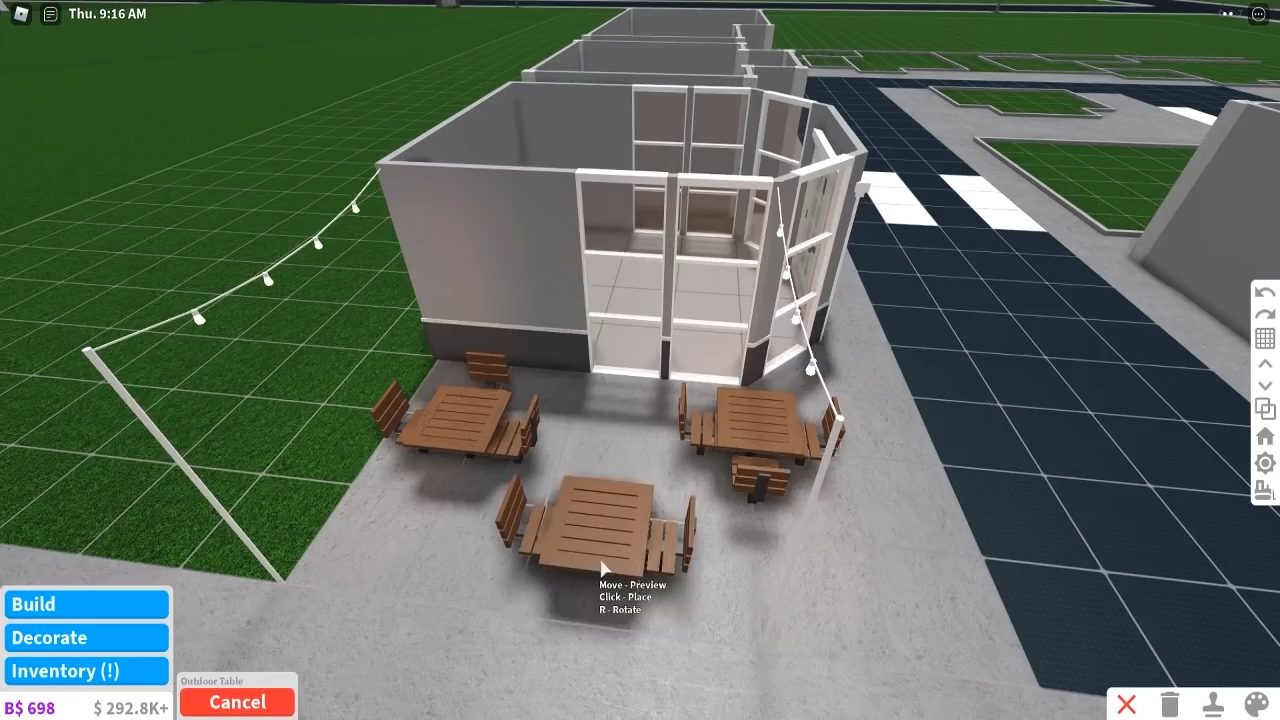 Thu. 9:16 AM
Move - Preview
Click - Place
R - Rotate
Build
Decorate
Inventory (!)
B$ 698
$ 292.8K+
Outdoor Table
Cancel